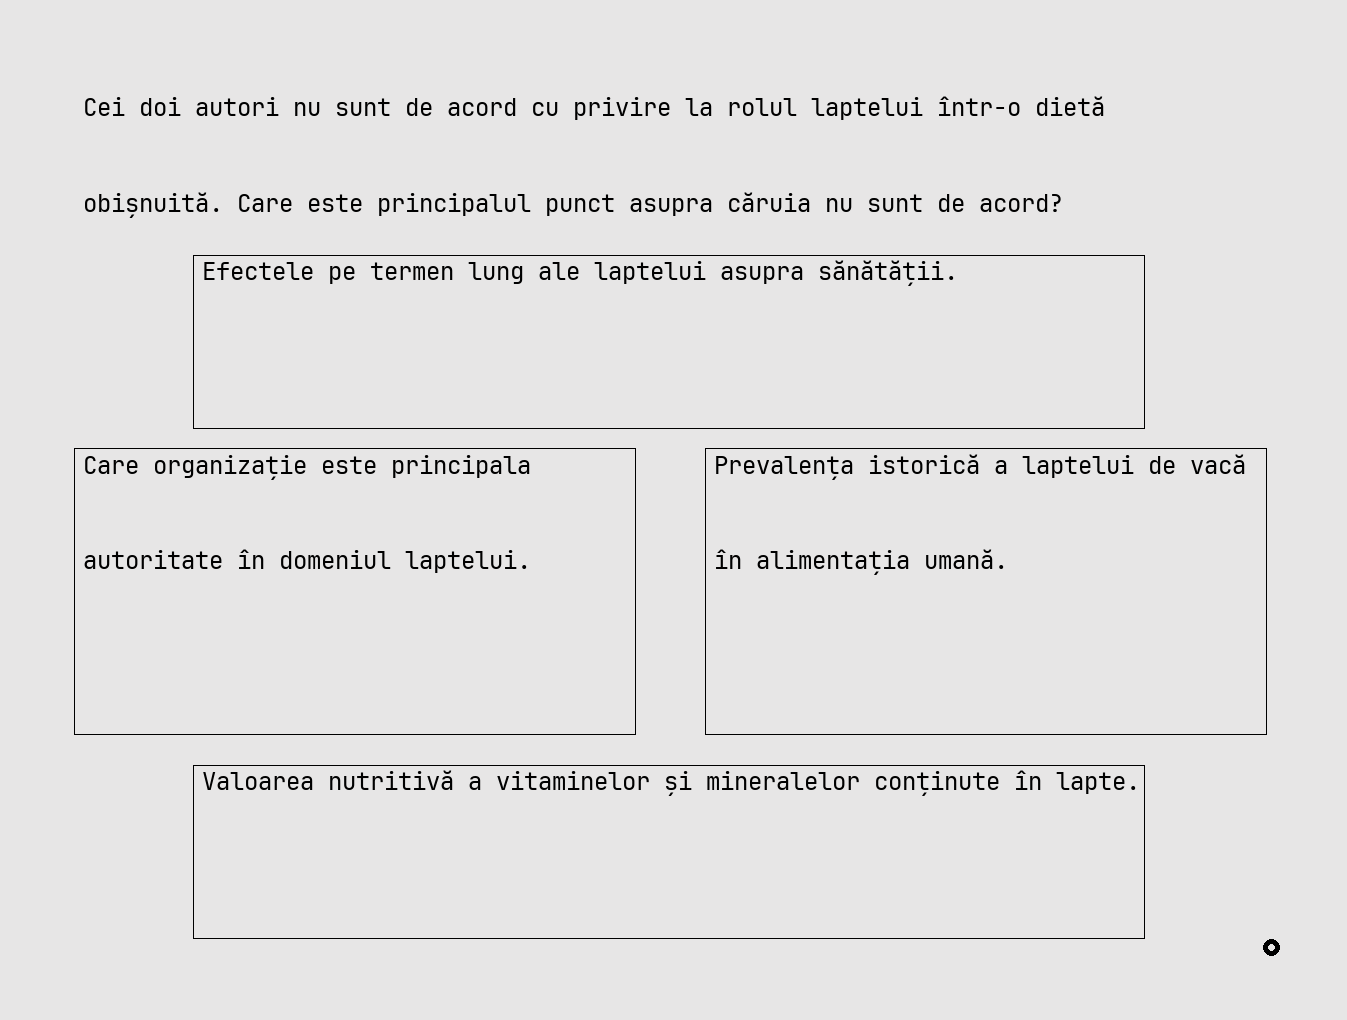 Cei doi autori nu sunt de acord cu privire la rolul laptelui într-o dietă
obișnuită. Care este principalul punct asupra căruia nu sunt de acord?
Efectele pe termen lung ale laptelui asupra sănătății.
Care organizație este principala
autoritate în domeniul laptelui.
Prevalența istorică a laptelui de vacă
în alimentația umană.
Valoarea nutritivă a vitaminelor și mineralelor conținute în lapte.